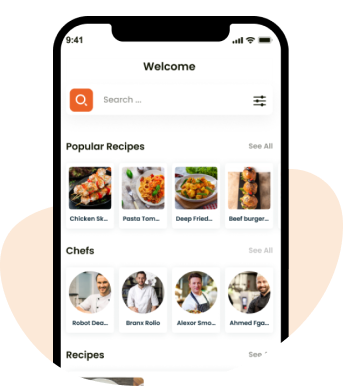 9:41
Welcome
Search ...
Popular Recipes See All
Chicken Sk... Pasta Tom... Deep Fried... Beef burger...
Chefs See All
Robot Dea... Branx Rolio Alexor Smo... Ahmed Fga...
Recipes See